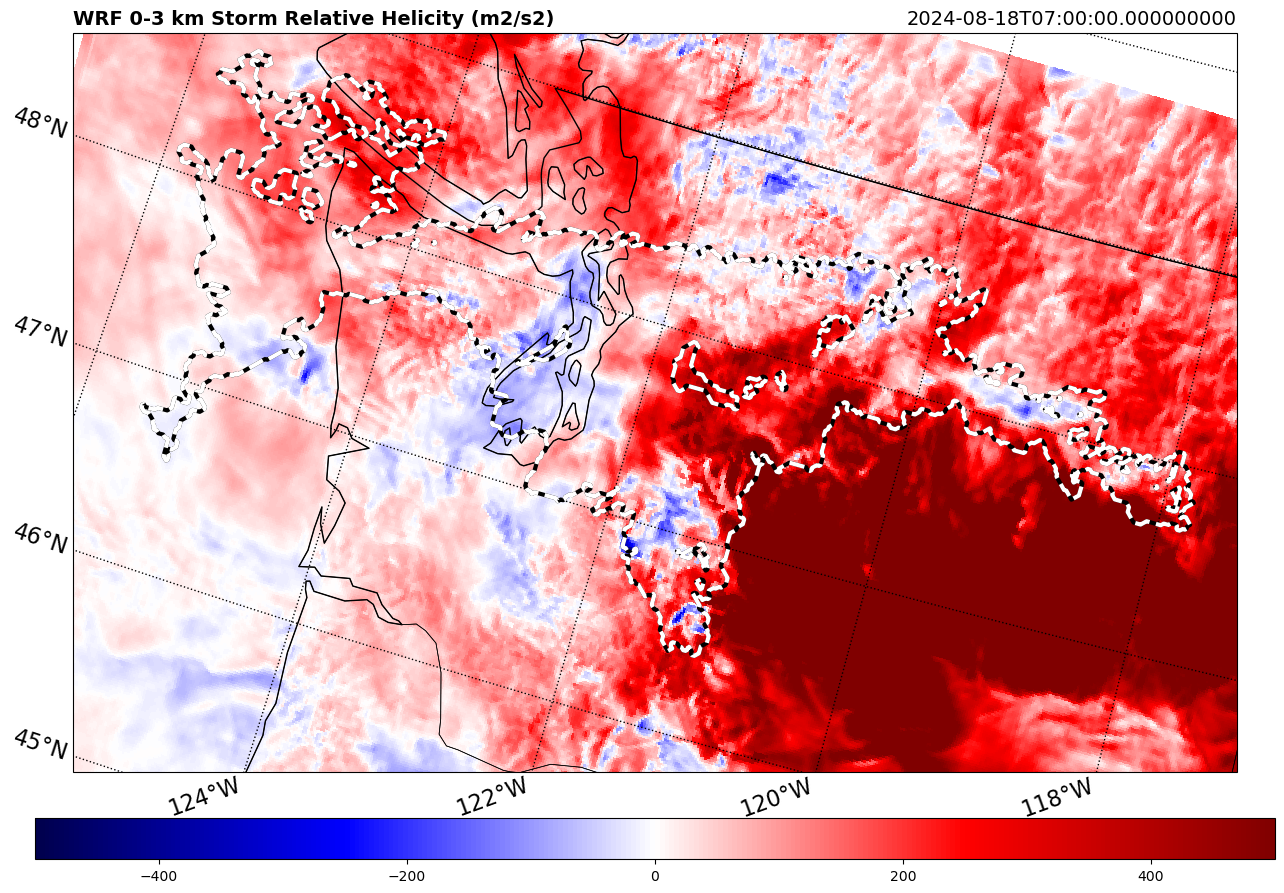 WRF 0-3 km Storm Relative Helicity (m2/s2)
2024-08-18T07:00:00.000000000
48°N
47°N
46°N
45°N
124°W
122°W
120°W
118°W
−400
−200
0
200
400